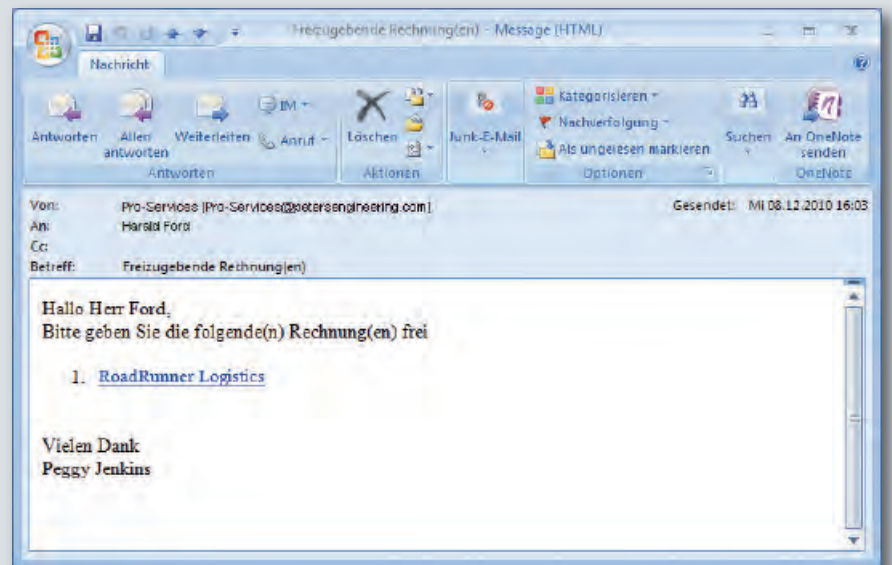 Freizugebende Rechnung(en) - Message (HTML)
Nachricht
Antworten
Allen antworten
Weiterleiten
IM
Anruf
Antworten
Löschen
Aktionen
Junk-E-Mail
Kategorisieren
Nachverfolgung
Als ungelesen markieren
Optionen
Suchen
An OneNote senden
OneNote
Von: Pro-Services [Pro-Services@petersengineering.com]
Gesendet: Mi 08.12.2010 16:03
An: Harald Ford
Cc:
Betreff: Freizugebende Rechnung(en)
Hallo Herr Ford,
Bitte geben Sie die folgende(n) Rechnung(en) frei
1. RoadRunner Logistics
Vielen Dank
Peggy Jenkins